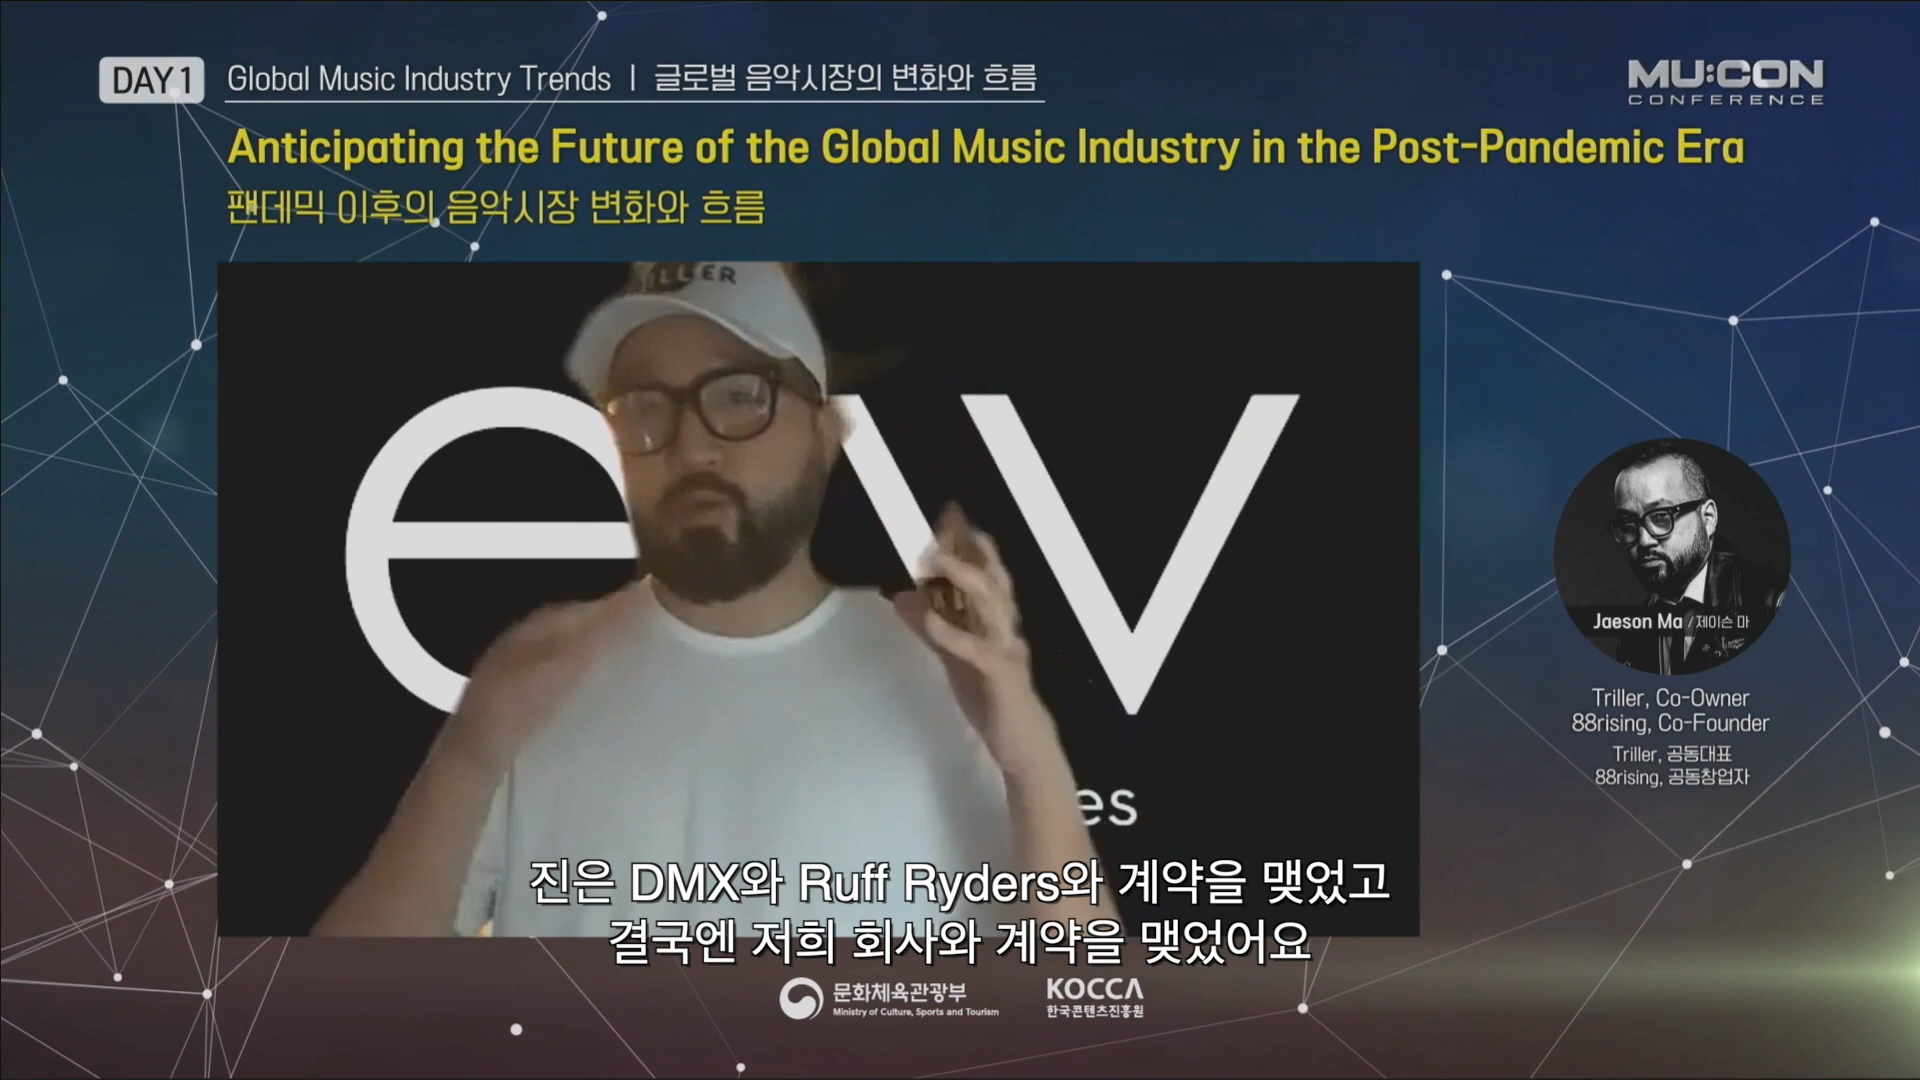 DAY 1
Global Music Industry Trends | 글로벌 음악시장의 변화와 흐름
MU:CON
CONFERENCE
Anticipating the Future of the Global Music Industry in the Post-Pandemic Era
팬데믹 이후의 음악시장 변화와 흐름
ew
es
Jaeson Ma / 제이슨 마
Triller, Co-Owner
88rising, Co-Founder
Triller, 공동대표
88rising, 공동창업자
진은 DMX와 Ruff Ryders와 계약을 맺었고
결국엔 저희 회사와 계약을 맺었어요
문화체육관광부
Ministry of Culture, Sports and Tourism
KOCCA
한국콘텐츠진흥원